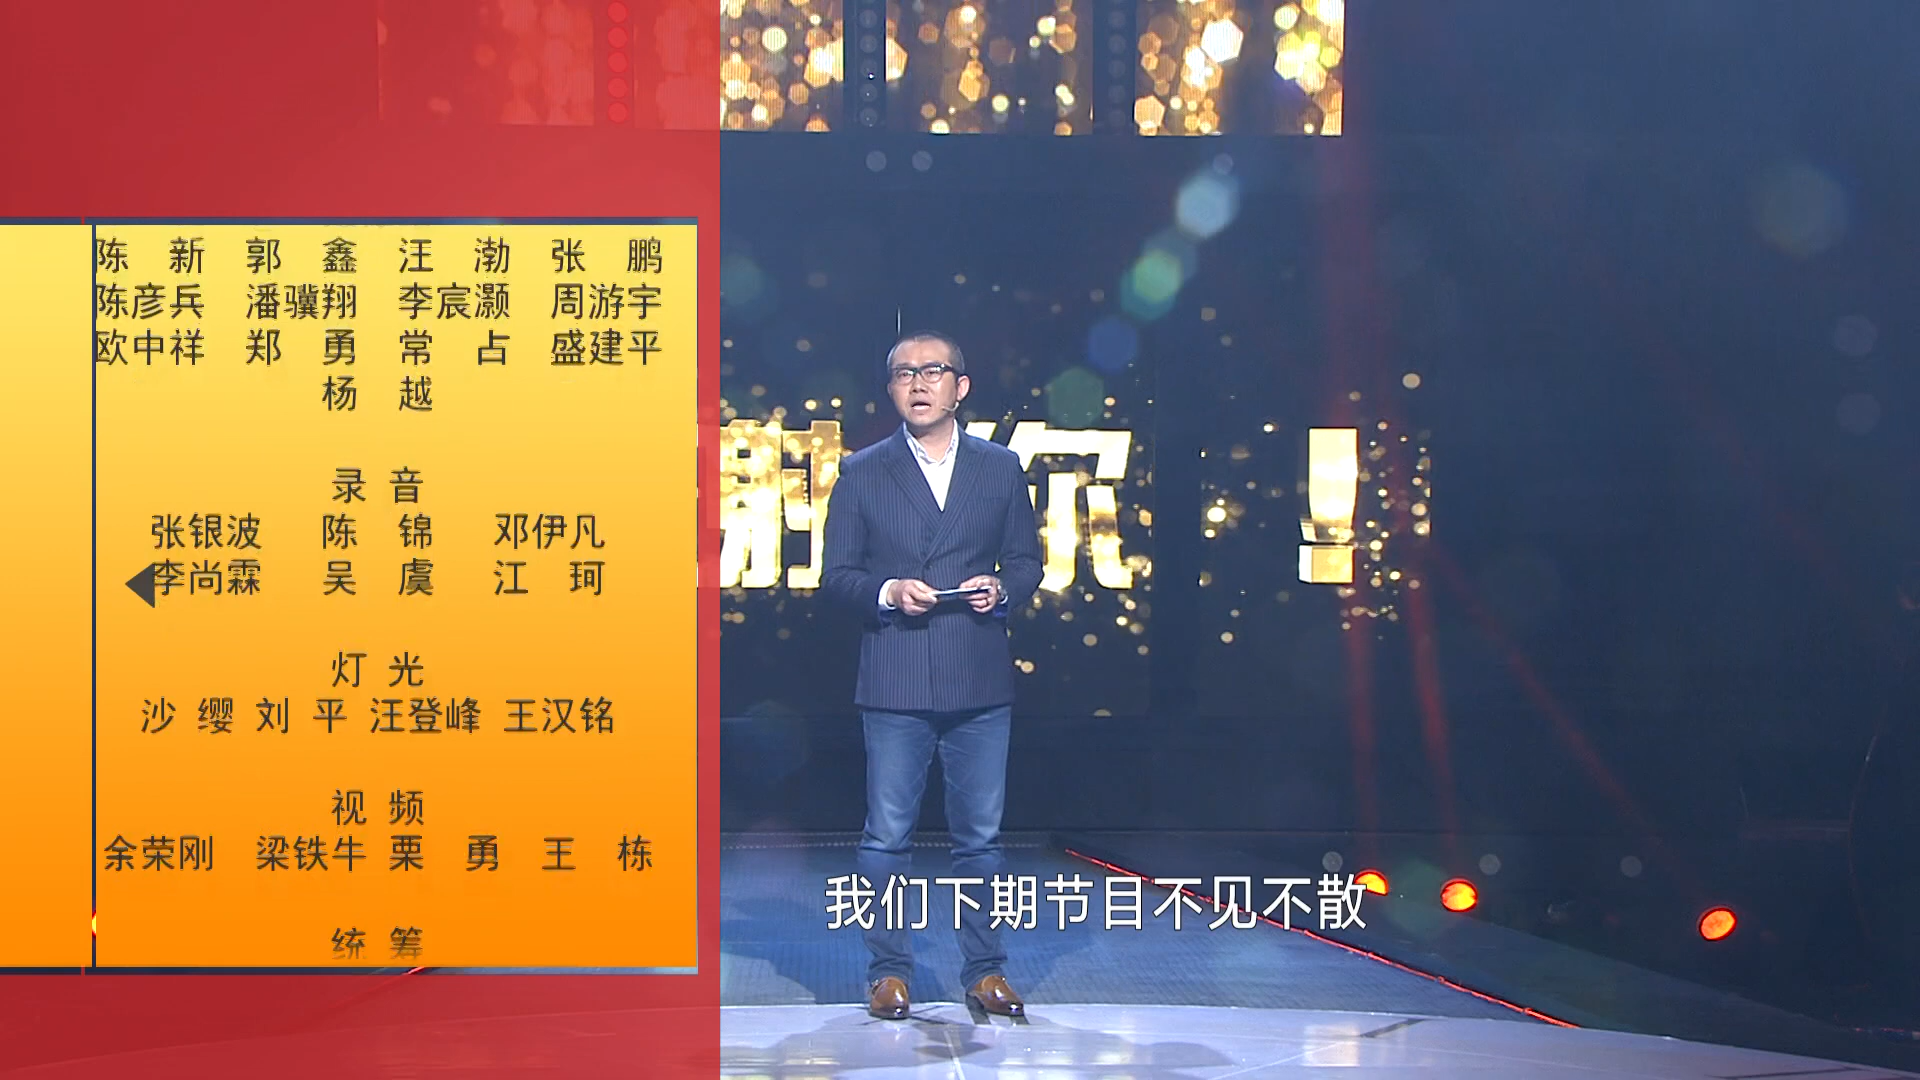 陈 新 郭 鑫 汪 渤 张 鹏
陈彦兵 潘骥翔 李宸灏 周游宇
欧中祥 郑 勇 常 占 盛建平
杨 越
录 音
张银波 陈 锦 邓伊凡
李尚霖 吴 虞 江 珂
灯 光
沙 缨 刘 平 汪登峰 王汉铭
视 频
余荣刚 梁铁牛 栗 勇 王 栋
统 筹
谢 你 !
我们下期节目不见不散